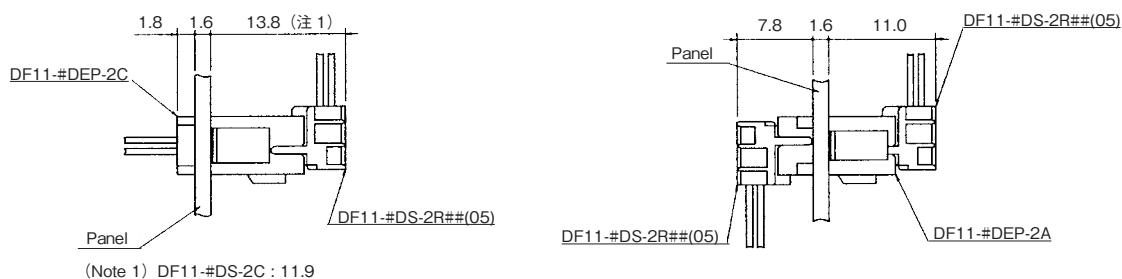 1.8 1.6 13.8（注 1）
DF11-#DEP-2C
DF11-#DS-2R##(05)
Panel
（Note 1）DF11-#DS-2C : 11.9
7.8 1.6 11.0
DF11-#DS-2R##(05)
Panel
DF11-#DS-2R##(05)
DF11-#DEP-2A